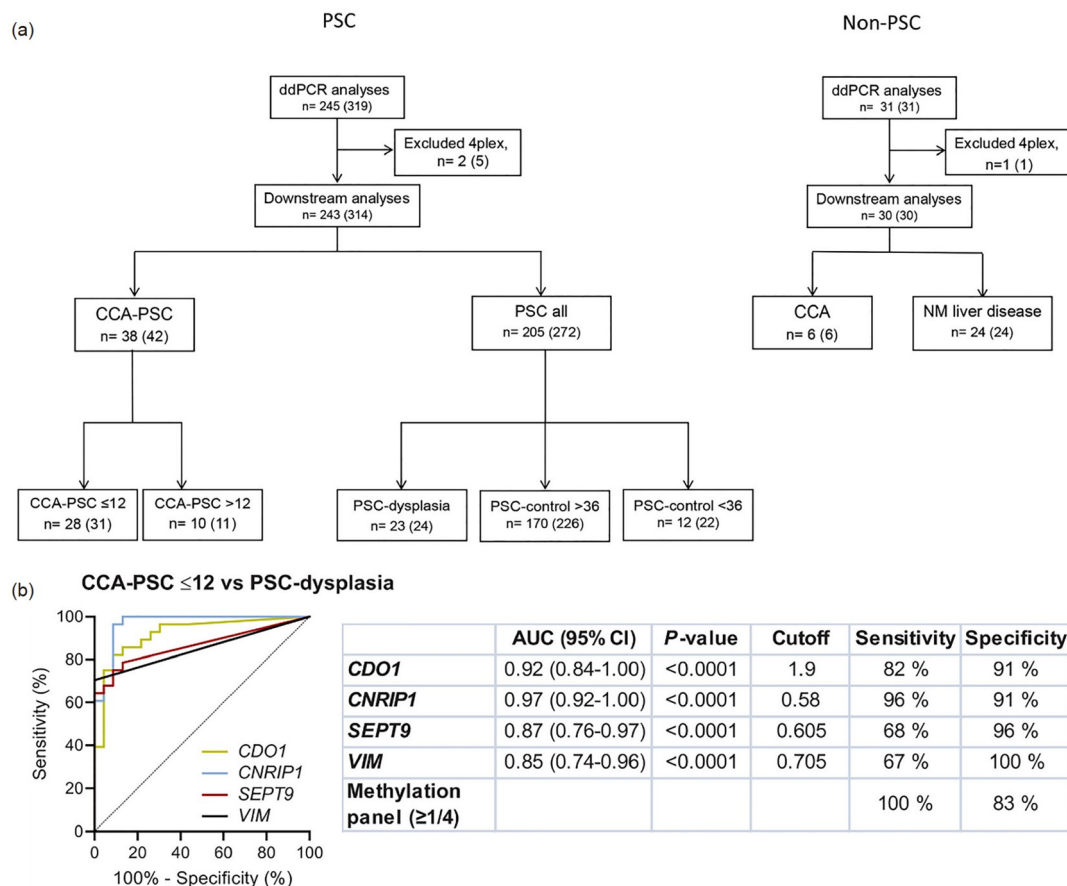 PSC
Non-PSC
(a)
ddPCR analyses
n= 245 (319)
Excluded 4plex,
n= 2 (5)
Downstream analyses
n= 243 (314)
CCA-PSC
n= 38 (42)
PSC all
n= 205 (272)
CCA-PSC ≤12
n= 28 (31)
CCA-PSC >12
n= 10 (11)
PSC-dysplasia
n= 23 (24)
PSC-control >36
n= 170 (226)
PSC-control <36
n= 12 (22)
ddPCR analyses
n= 31 (31)
Excluded 4plex,
n=1 (1)
Downstream analyses
n= 30 (30)
CCA
n= 6 (6)
NM liver disease
n= 24 (24)
(b)
CCA-PSC ≤12 vs PSC-dysplasia
Sensitivity (%)
100
80
60
40
20
0
CDO1
CNRIP1
SEPT9
VIM
0 20 40 60 80 100
100% - Specificity (%)
AUC (95% CI) P-value Cutoff Sensitivity Specificity
CDO1 0.92 (0.84-1.00) <0.0001 1.9 82 % 91 %
CNRIP1 0.97 (0.92-1.00) <0.0001 0.58 96 % 91 %
SEPT9 0.87 (0.76-0.97) <0.0001 0.605 68 % 96 %
VIM 0.85 (0.74-0.96) <0.0001 0.705 67 % 100 %
Methylation
panel (≥1/4) 100 % 83 %